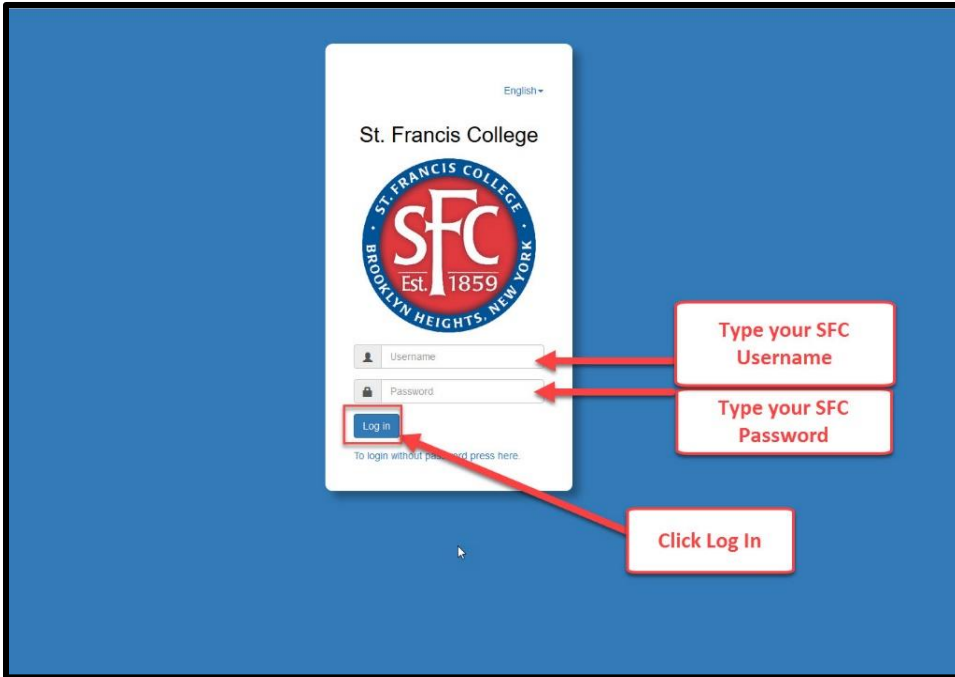 English
St. Francis College
ST. FRANCIS COLLEGE
SFC
Est. 1859
BROOKLYN HEIGHTS, NEW YORK
Username
Type your SFC
Username
Password
Type your SFC
Password
Log in
To login without password press here.
Click Log In